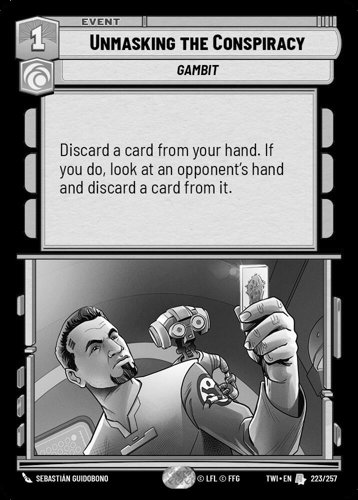 EVENT
1
UNMASKING THE CONSPIRACY
GAMBIT
Discard a card from your hand. If
you do, look at an opponent's hand
and discard a card from it.
SEBASTIÁN GUIDOBONO
© LFL © FFG
TWI • EN
223/257